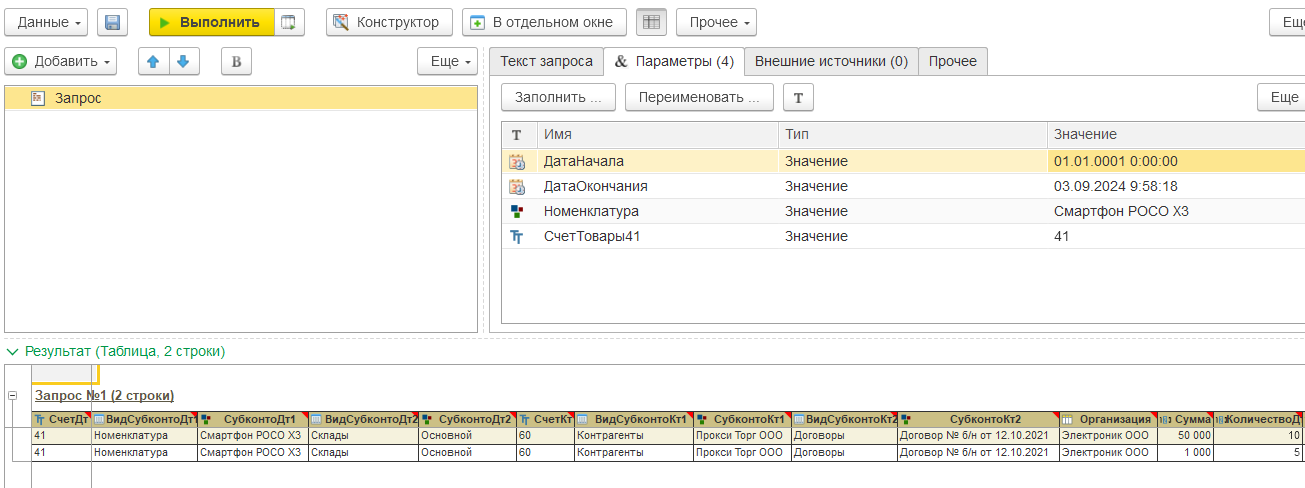 Данные Выполнить Конструктор В отдельном окне Прочее Ещ
Добавить В Еще Текст запроса & Параметры (4) Внешние источники (0) Прочее
Запрос Заполнить ... Переименовать ... T Еще
T Имя Тип Значение
ДатаНачала Значение 01.01.0001 0:00:00
ДатаОкончания Значение 03.09.2024 9:58:18
Номенклатура Значение Смартфон POCO X3
СчетТовары41 Значение 41
Результат (Таблица, 2 строки)
Запрос №1 (2 строки)
СчетДт ВидСубконтоДт1 СубконтоДт1 ВидСубконтоДт2 СубконтоДт2 СчетКт ВидСубконтоКт1 СубконтоКт1 ВидСубконтоКт2 СубконтоКт2 Организация Сумма КоличествоД
41 Номенклатура Смартфон POCO X3 Склады Основной 60 Контрагенты Прокси Торг ООО Договоры Договор № б/н от 12.10.2021 Электроник ООО 50 000 10
41 Номенклатура Смартфон POCO X3 Склады Основной 60 Контрагенты Прокси Торг ООО Договоры Договор № б/н от 12.10.2021 Электроник ООО 1 000 5